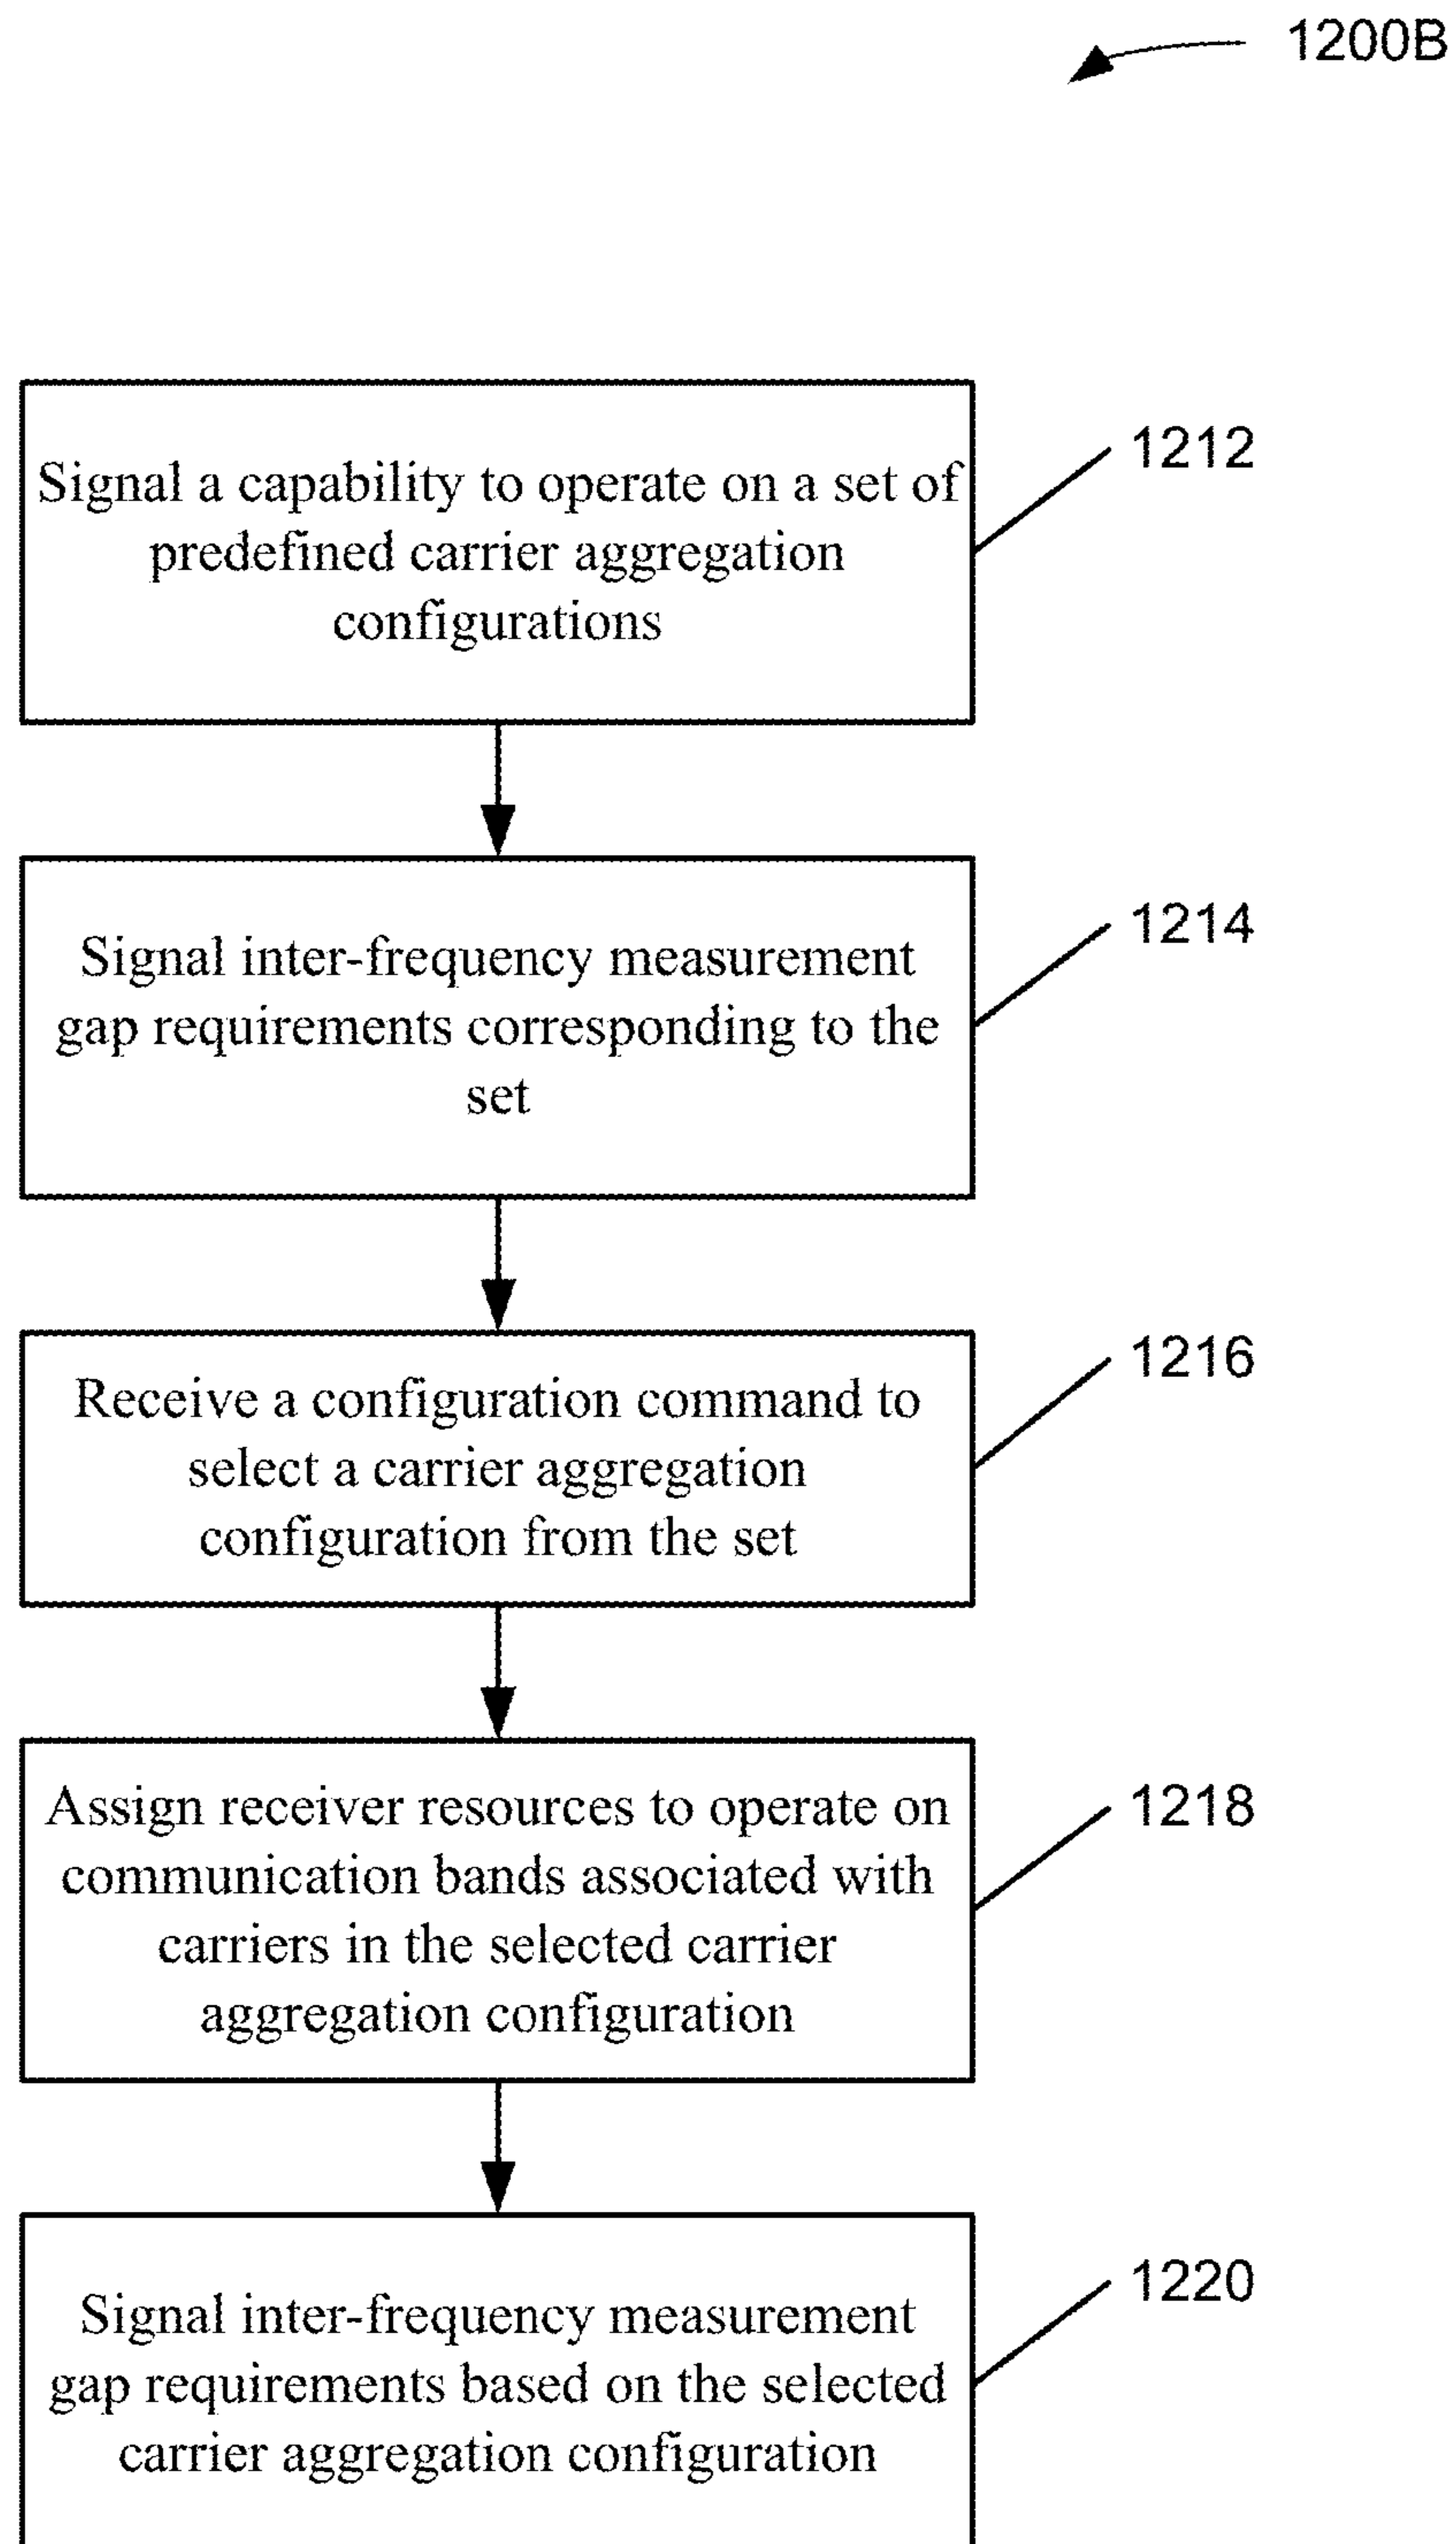 1200B
Signal a capability to operate on a set of
predefined carrier aggregation
configurations
1212
Signal inter-frequency measurement
gap requirements corresponding to the
set
1214
Receive a configuration command to
select a carrier aggregation
configuration from the set
1216
Assign receiver resources to operate on
communication bands associated with
carriers in the selected carrier
aggregation configuration
1218
Signal inter-frequency measurement
gap requirements based on the selected
carrier aggregation configuration
1220